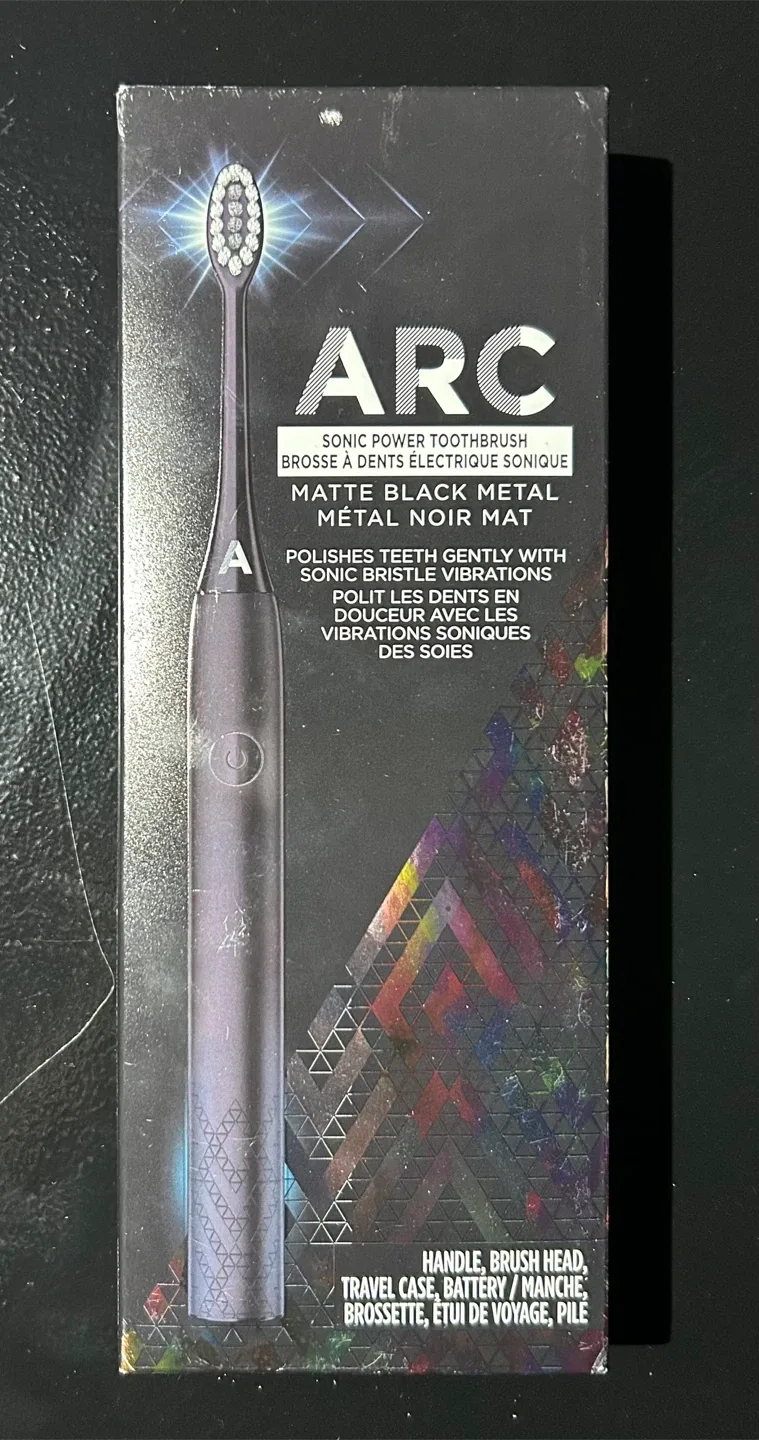 ARC
SONIC POWER TOOTHBRUSH
BROSSE À DENTS ÉLECTRIQUE SONIQUE
MATTE BLACK METAL
MÉTAL NOIR MAT
POLISHES TEETH GENTLY WITH
SONIC BRISTLE VIBRATIONS
POLIT LES DENTS EN
DOUCEUR AVEC LES
VIBRATIONS SONIQUES
DES SOIES
A
HANDLE, BRUSH HEAD,
TRAVEL CASE, BATTERY / MANCHE,
BROSSETTE, ÉTUI DE VOYAGE, PILE